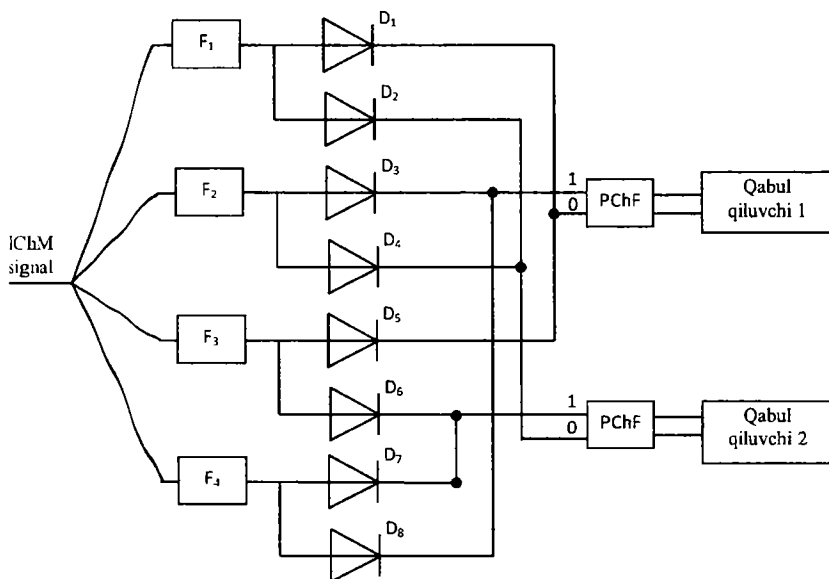 F₁
D₁
D₂
F₂
D₃
D₄
1
0
PChF
Qabul
qiluvchi 1
IChM
signal
F₃
D₅
D₆
1
0
PChF
Qabul
qiluvchi 2
F₄
D₇
D₈